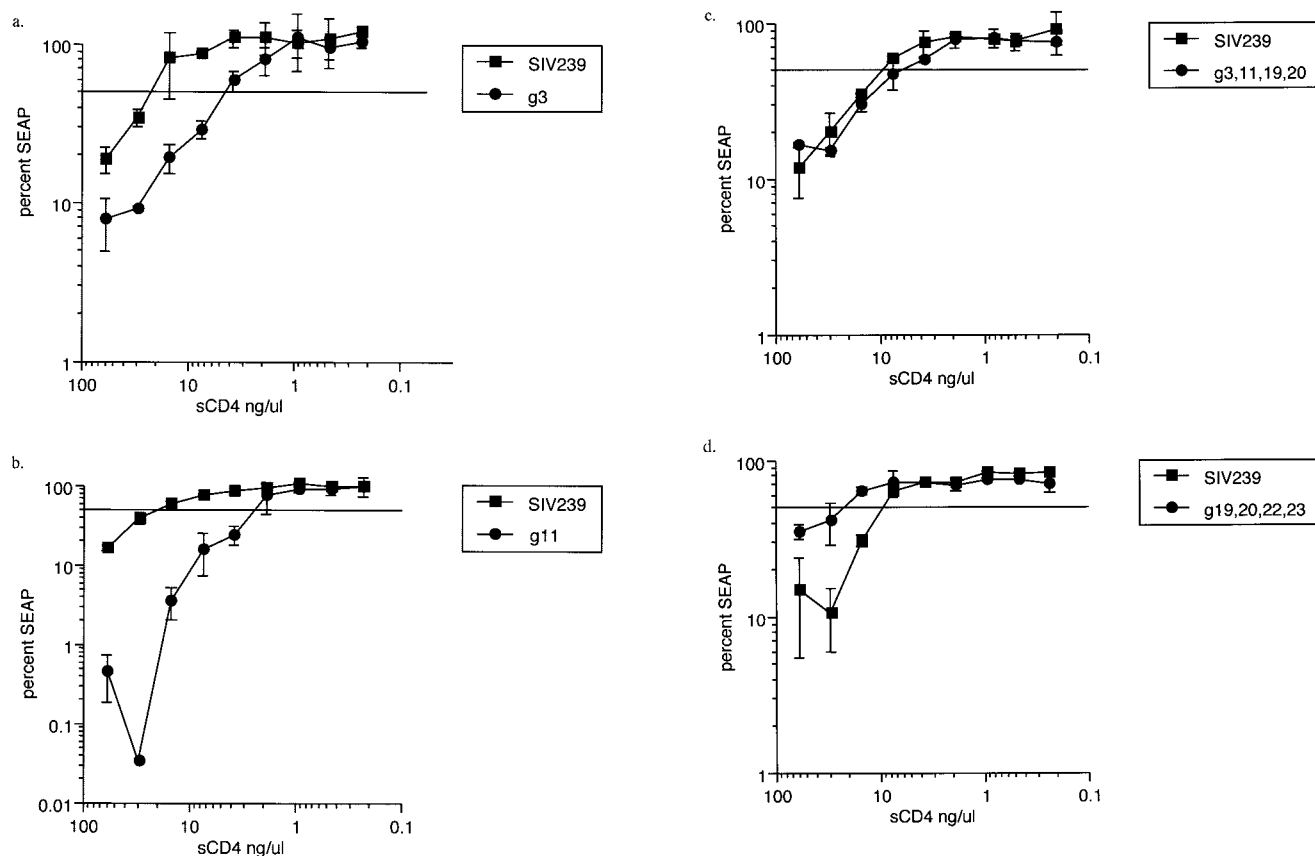 a.
percent SEAP
100
10
1
100
10
1
0.1
sCD4 ng/ul
SIV239
g3
b.
percent SEAP
100
10
1
0.1
0.01
100
10
1
0.1
sCD4 ng/ul
SIV239
g11
c.
percent SEAP
100
10
1
100
10
1
0.1
sCD4 ng/ul
SIV239
g3,11,19,20
d.
percent SEAP
100
10
1
100
10
1
0.1
sCD4 ng/ul
SIV239
g19,20,22,23